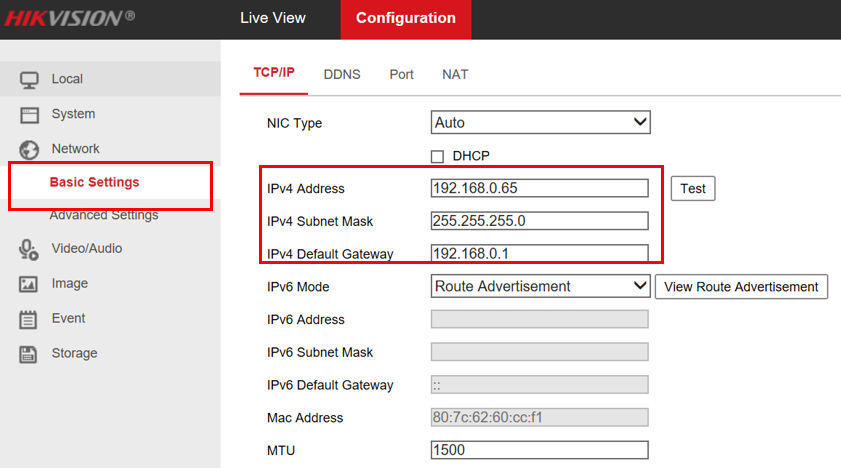 HIKVISION® Live View Configuration
Local
System
Network
Basic Settings
Advanced Settings
Video/Audio
Image
Event
Storage
TCP/IP DDNS Port NAT
NIC Type Auto
DHCP
IPv4 Address 192.168.0.65 Test
IPv4 Subnet Mask 255.255.255.0
IPv4 Default Gateway 192.168.0.1
IPv6 Mode Route Advertisement View Route Advertisement
IPv6 Address
IPv6 Subnet Mask
IPv6 Default Gateway ::
Mac Address 80:7c:62:60:cc:f1
MTU 1500